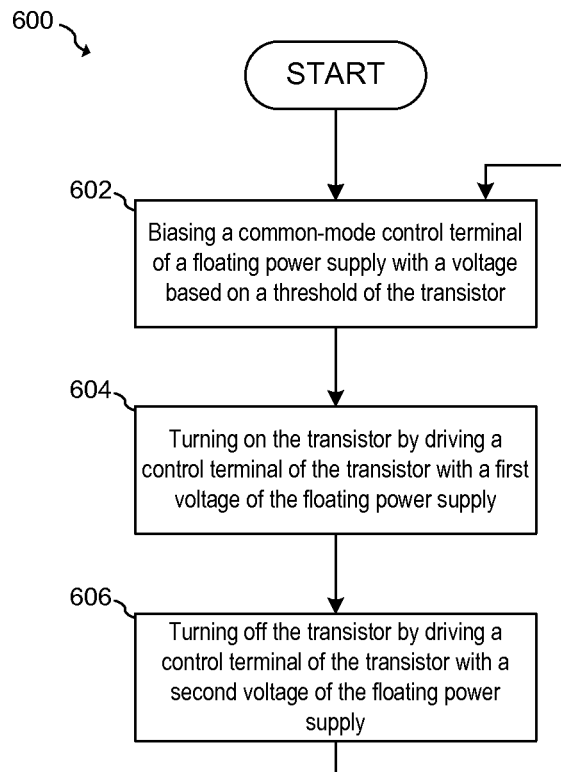 600
START
602
Biasing a common-mode control terminal
of a floating power supply with a voltage
based on a threshold of the transistor
604
Turning on the transistor by driving a
control terminal of the transistor with a first
voltage of the floating power supply
606
Turning off the transistor by driving a
control terminal of the transistor with a
second voltage of the floating power
supply